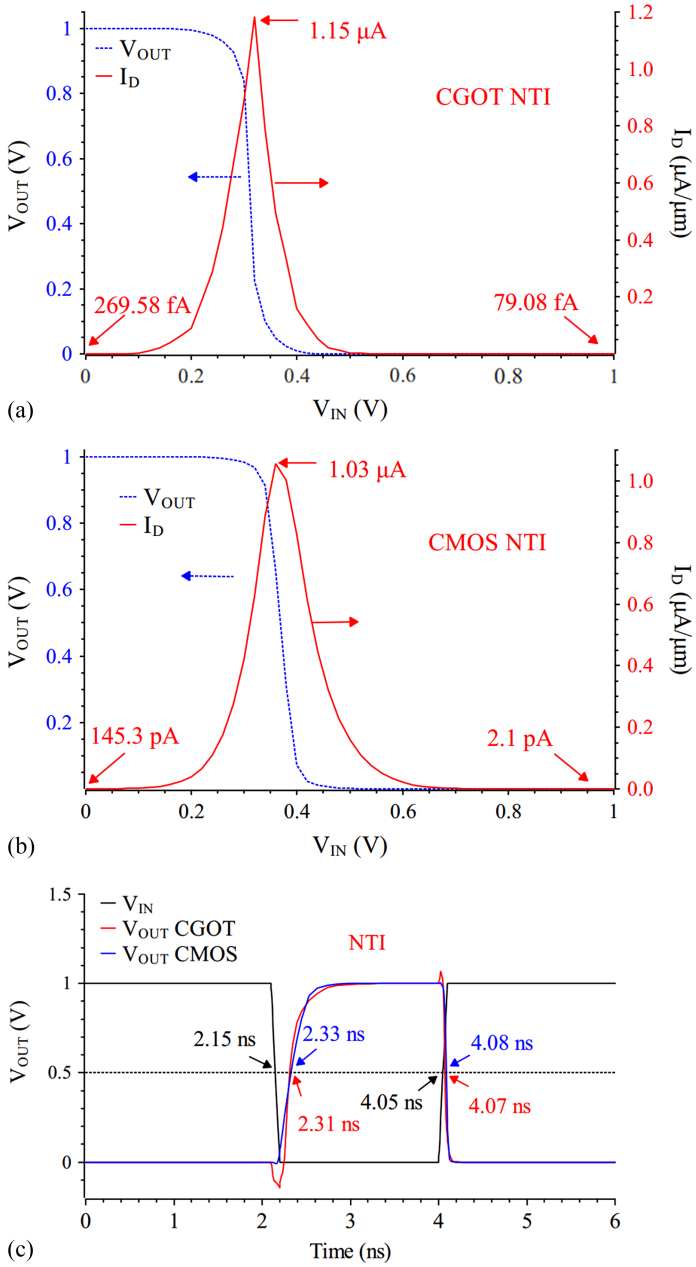 1
0.8
0.6
0.4
0.2
0
V_OUT (V)
V_OUT
I_D
1.15 μA
CGOT NTI
269.58 fA
79.08 fA
1.2
1.0
0.8
0.6
0.4
0.2
0.0
I_D (μA/μm)
0 0.2 0.4 0.6 0.8 1
V_IN (V)
(a)
1
0.8
0.6
0.4
0.2
V_OUT (V)
V_OUT
I_D
1.03 μA
CMOS NTI
145.3 pA
2.1 pA
1.0
0.8
0.6
0.4
0.2
0.0
I_D (μA/μm)
0 0.2 0.4 0.6 0.8 1
V_IN (V)
(b)
1.5
1
0.5
0
V_OUT (V)
V_IN
V_OUT CGOT
V_OUT CMOS
NTI
2.15 ns
2.33 ns
2.31 ns
4.05 ns
4.08 ns
4.07 ns
0 1 2 3 4 5 6
Time (ns)
(c)